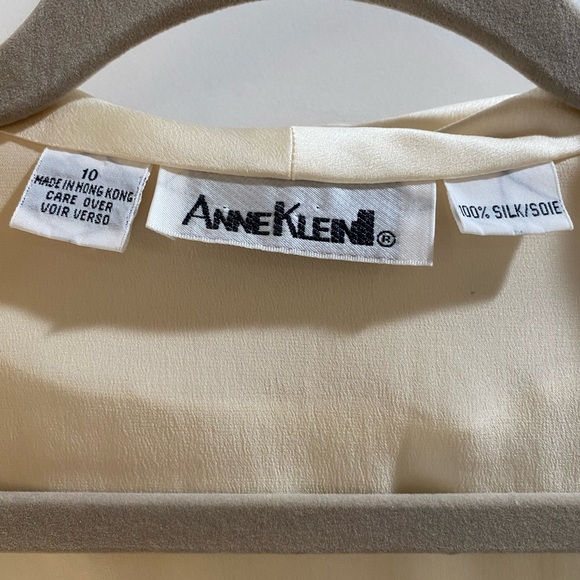 10
MADE IN HONG KONG
CARE OVER
VOIR VERSO
ANNE KLEIN II ®
100% SILK/SOIE